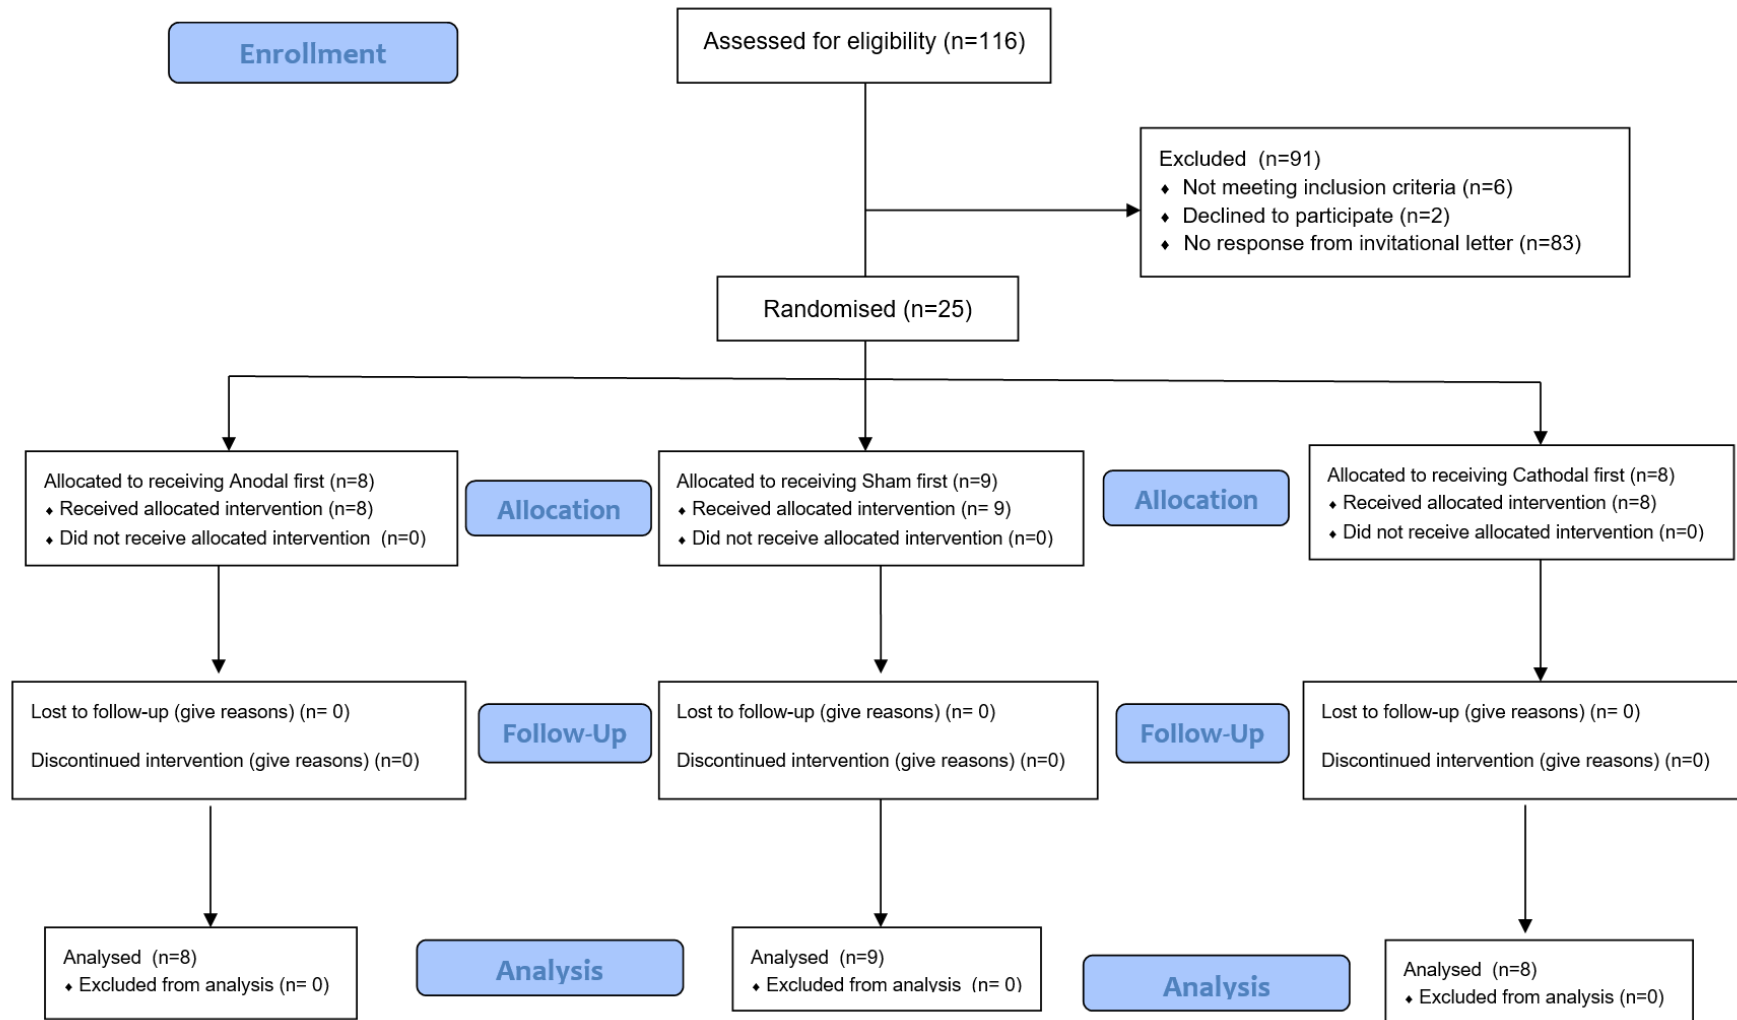 Enrollment
Assessed for eligibility (n=116)
Excluded (n=91)
♦ Not meeting inclusion criteria (n=6)
♦ Declined to participate (n=2)
♦ No response from invitational letter (n=83)
Randomised (n=25)
Allocated to receiving Anodal first (n=8)
♦ Received allocated intervention (n=8)
♦ Did not receive allocated intervention (n=0)
Allocation
Allocated to receiving Sham first (n=9)
♦ Received allocated intervention (n= 9)
♦ Did not receive allocated intervention (n=0)
Allocation
Allocated to receiving Cathodal first (n=8)
♦ Received allocated intervention (n=8)
♦ Did not receive allocated intervention (n=0)
Lost to follow-up (give reasons) (n= 0)
Discontinued intervention (give reasons) (n=0)
Follow-Up
Lost to follow-up (give reasons) (n= 0)
Discontinued intervention (give reasons) (n=0)
Follow-Up
Lost to follow-up (give reasons) (n= 0)
Discontinued intervention (give reasons) (n=0)
Analysed (n=8)
♦ Excluded from analysis (n= 0)
Analysis
Analysed (n=9)
♦ Excluded from analysis (n= 0)
Analysis
Analysed (n=8)
♦ Excluded from analysis (n=0)